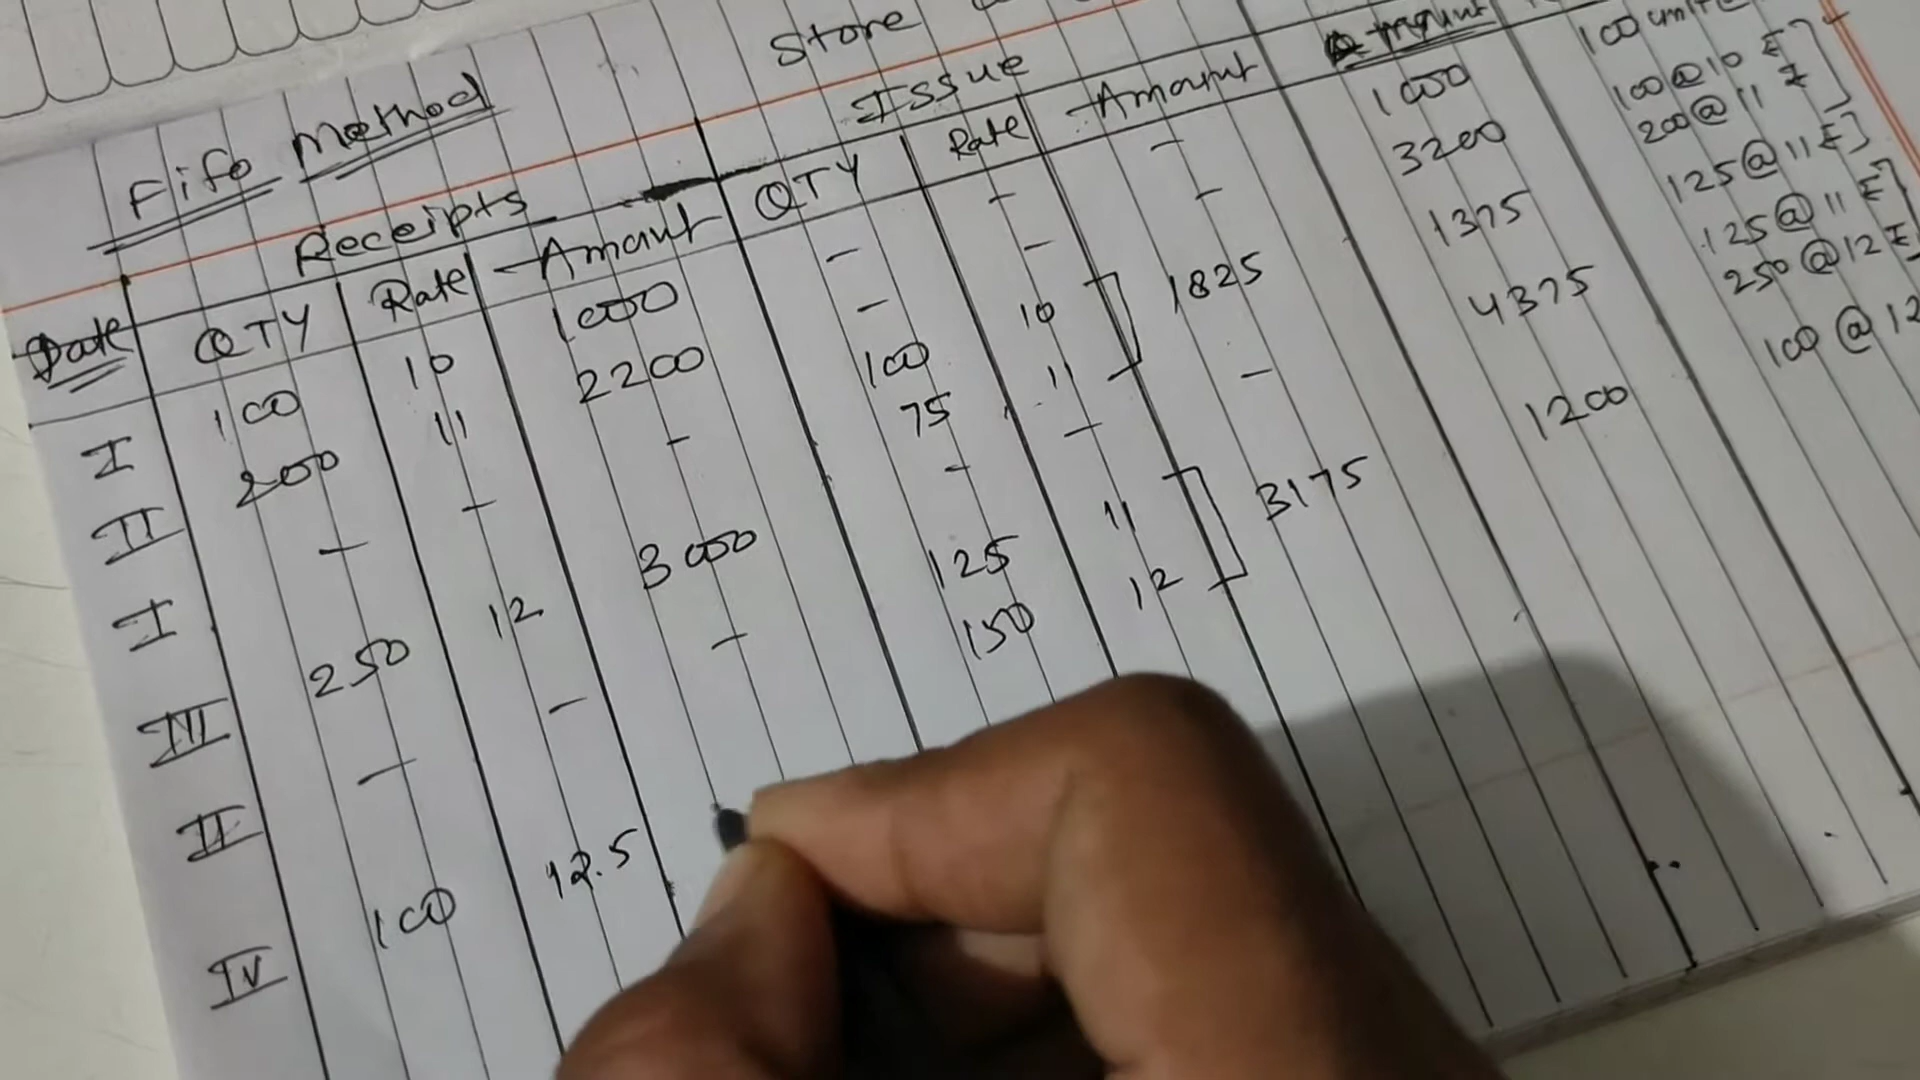 Store
Fifo Method
Receipts Issue Amount
Date QTY Rate Amount QTY Rate Amount
I 100 10 1000 - - - 1000 100 unit @
II 200 11 2200 - - - 3200 100@10 ₹] 200@11 ₹
I - - - 100 10 ] 1825 1375 125@11 ₹]
75 11
III 250 12 3000 - - - 4375 125@11 ₹] 250@12 ₹
II - - - 125 11 ] 3175 1200 100 @ 12
150 12
IV 100 12.5